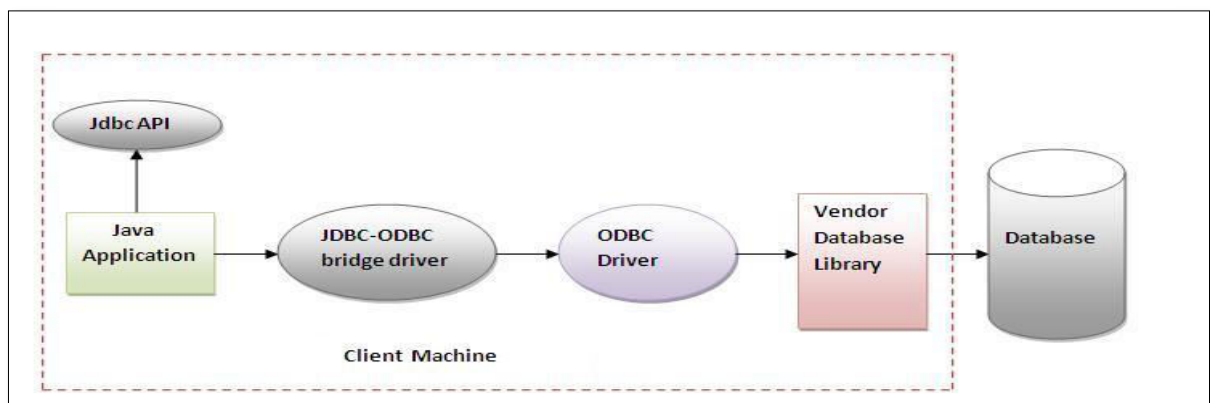 Jdbc API
Java
Application
JDBC-ODBC
bridge driver
ODBC
Driver
Vendor
Database
Library
Database
Client Machine